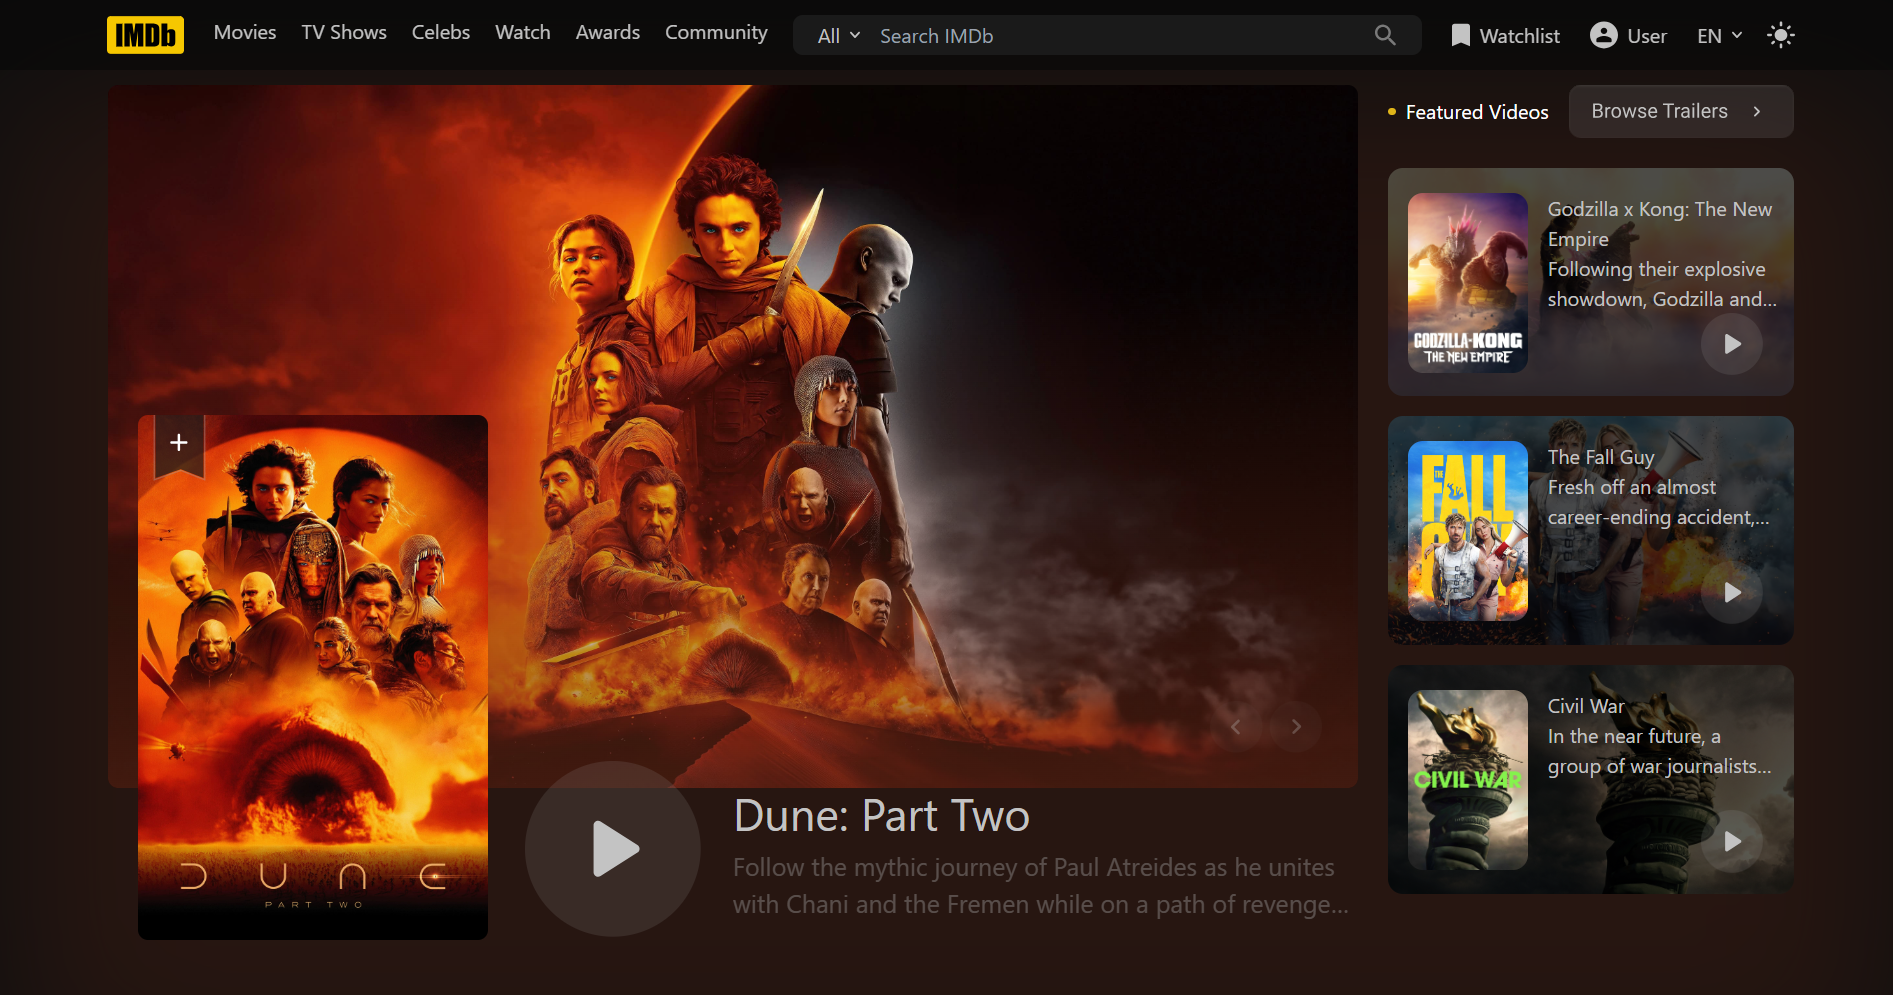 IMDb
Movies
TV Shows
Celebs
Watch
Awards
Community
All
Search IMDb
Watchlist
User
EN
DUNE
PART TWO
Dune: Part Two
Follow the mythic journey of Paul Atreides as he unites
with Chani and the Fremen while on a path of revenge...
Featured Videos
Browse Trailers
GODZILLA x KONG
THE NEW EMPIRE
Godzilla x Kong: The New
Empire
Following their explosive
showdown, Godzilla and...
THE
FALL
GUY
The Fall Guy
Fresh off an almost
career-ending accident,...
CIVIL WAR
Civil War
In the near future, a
group of war journalists...